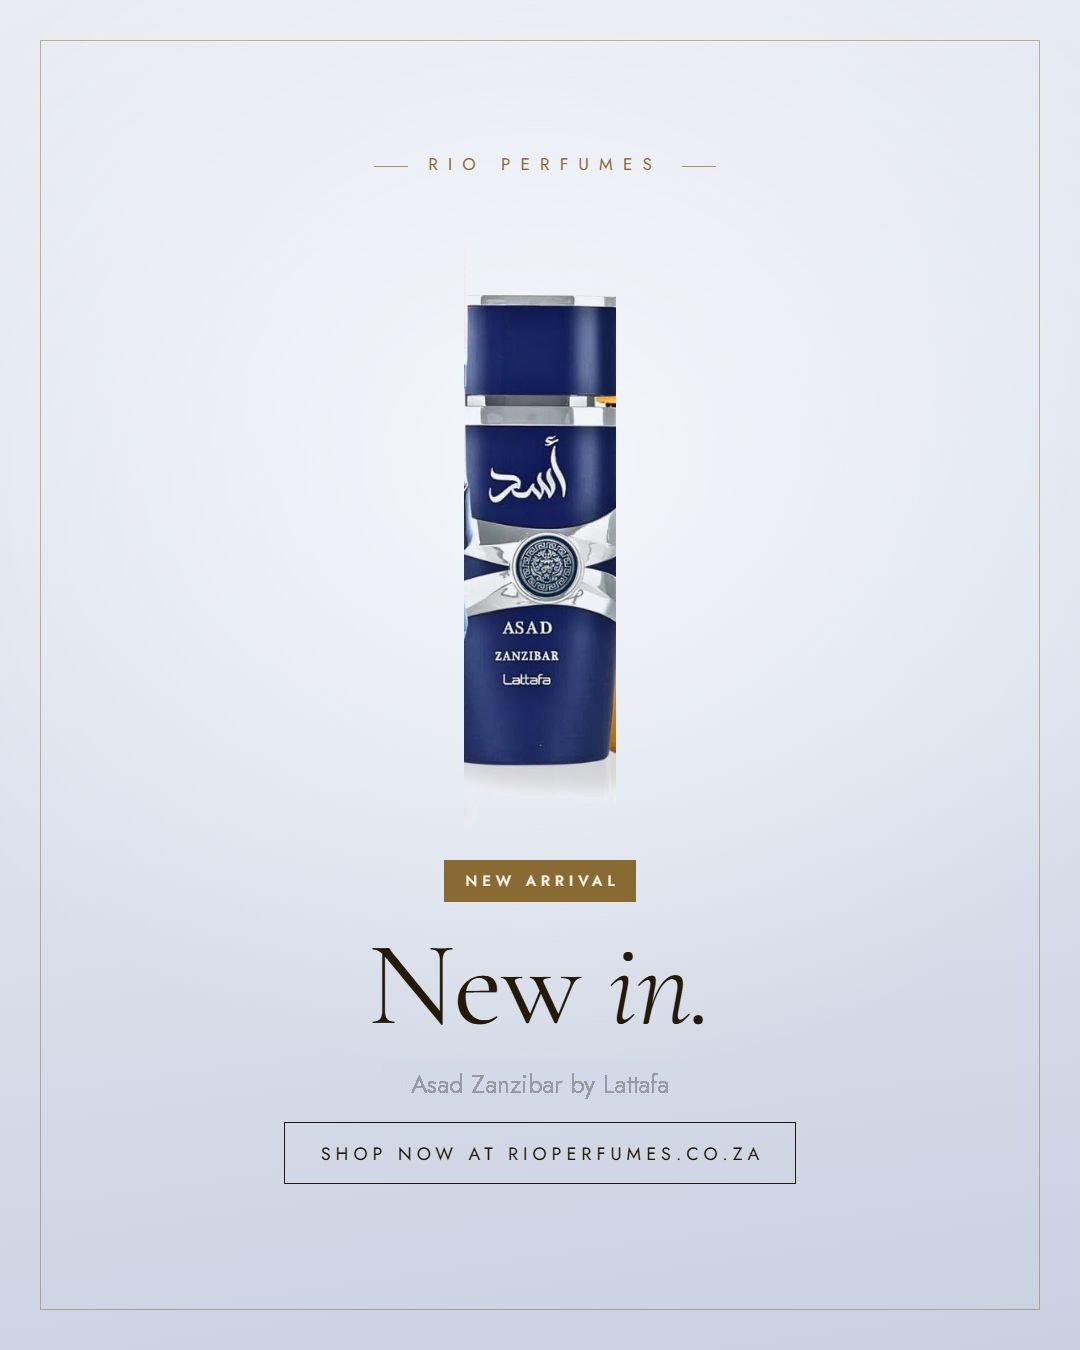 RIO PERFUMES
أسد
ASAD
ZANZIBAR
Lattafa
NEW ARRIVAL
New in.
Asad Zanzibar by Lattafa
SHOP NOW AT RIOPERFUMES.CO.ZA